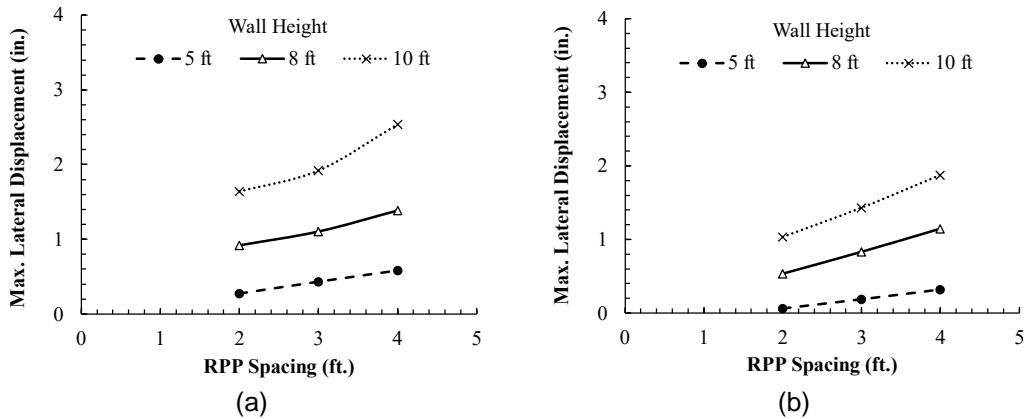 Max. Lateral Displacement (in.)
4
3
2
1
0
Wall Height
5 ft 8 ft 10 ft
0 1 2 3 4 5
RPP Spacing (ft.)
(a)
Max. Lateral Displacement (in.)
4
3
2
1
0
Wall Height
5 ft 8 ft 10 ft
0 1 2 3 4 5
RPP Spacing (ft.)
(b)